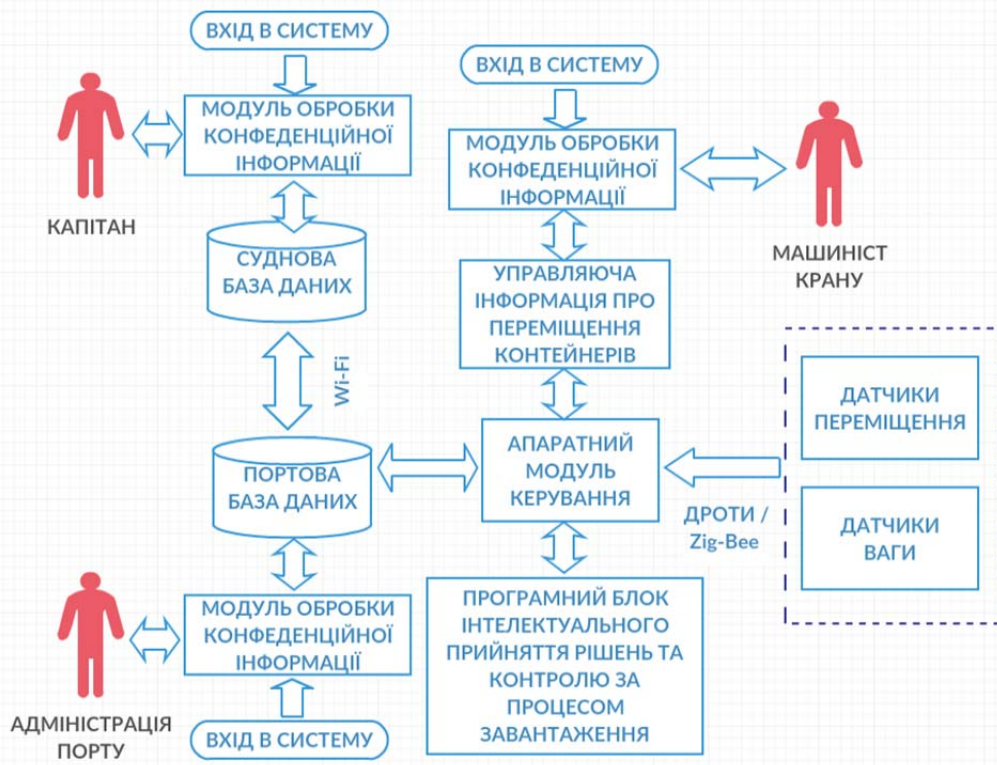 ВХІД В СИСТЕМУ
МОДУЛЬ ОБРОБКИ
КОНФЕДЕНЦІЙНОЇ
ІНФОРМАЦІЇ
КАПІТАН
СУДНОВА
БАЗА ДАНИХ
Wi-Fi
ПОРТОВА
БАЗА ДАНИХ
МОДУЛЬ ОБРОБКИ
КОНФЕДЕНЦІЙНОЇ
ІНФОРМАЦІЇ
АДМІНІСТРАЦІЯ
ПОРТУ
ВХІД В СИСТЕМУ
ВХІД В СИСТЕМУ
МОДУЛЬ ОБРОБКИ
КОНФЕДЕНЦІЙНОЇ
ІНФОРМАЦІЇ
МАШИНІСТ
КРАНУ
УПРАВЛЯЮЧА
ІНФОРМАЦІЯ ПРО
ПЕРЕМІЩЕННЯ
КОНТЕЙНЕРІВ
АПАРАТНИЙ
МОДУЛЬ
КЕРУВАННЯ
ДРОТИ /
Zig-Bee
ДАТЧИКИ
ПЕРЕМІЩЕННЯ
ДАТЧИКИ
ВАГИ
ПРОГРАМНИЙ БЛОК
ІНТЕЛЕКТУАЛЬНОГО
ПРИЙНЯТТЯ РІШЕНЬ ТА
КОНТРОЛЮ ЗА
ПРОЦЕСОМ
ЗАВАНТАЖЕННЯ